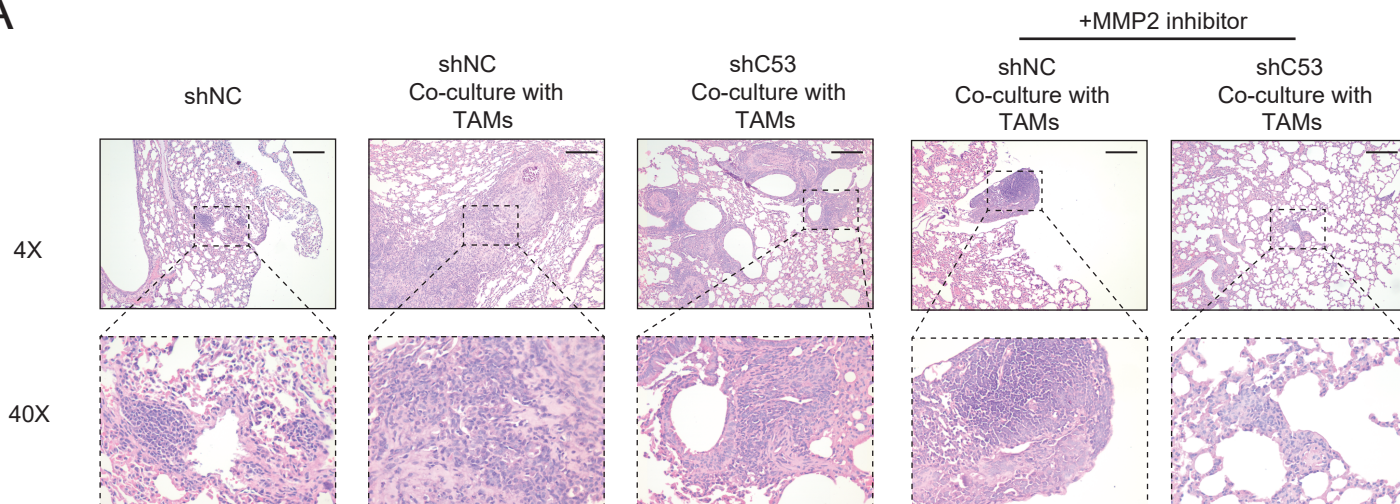 A
+MMP2 inhibitor
shNC
shNC
Co-culture with
TAMs
shC53
Co-culture with
TAMs
shNC
Co-culture with
TAMs
shC53
Co-culture with
TAMs
4X
40X